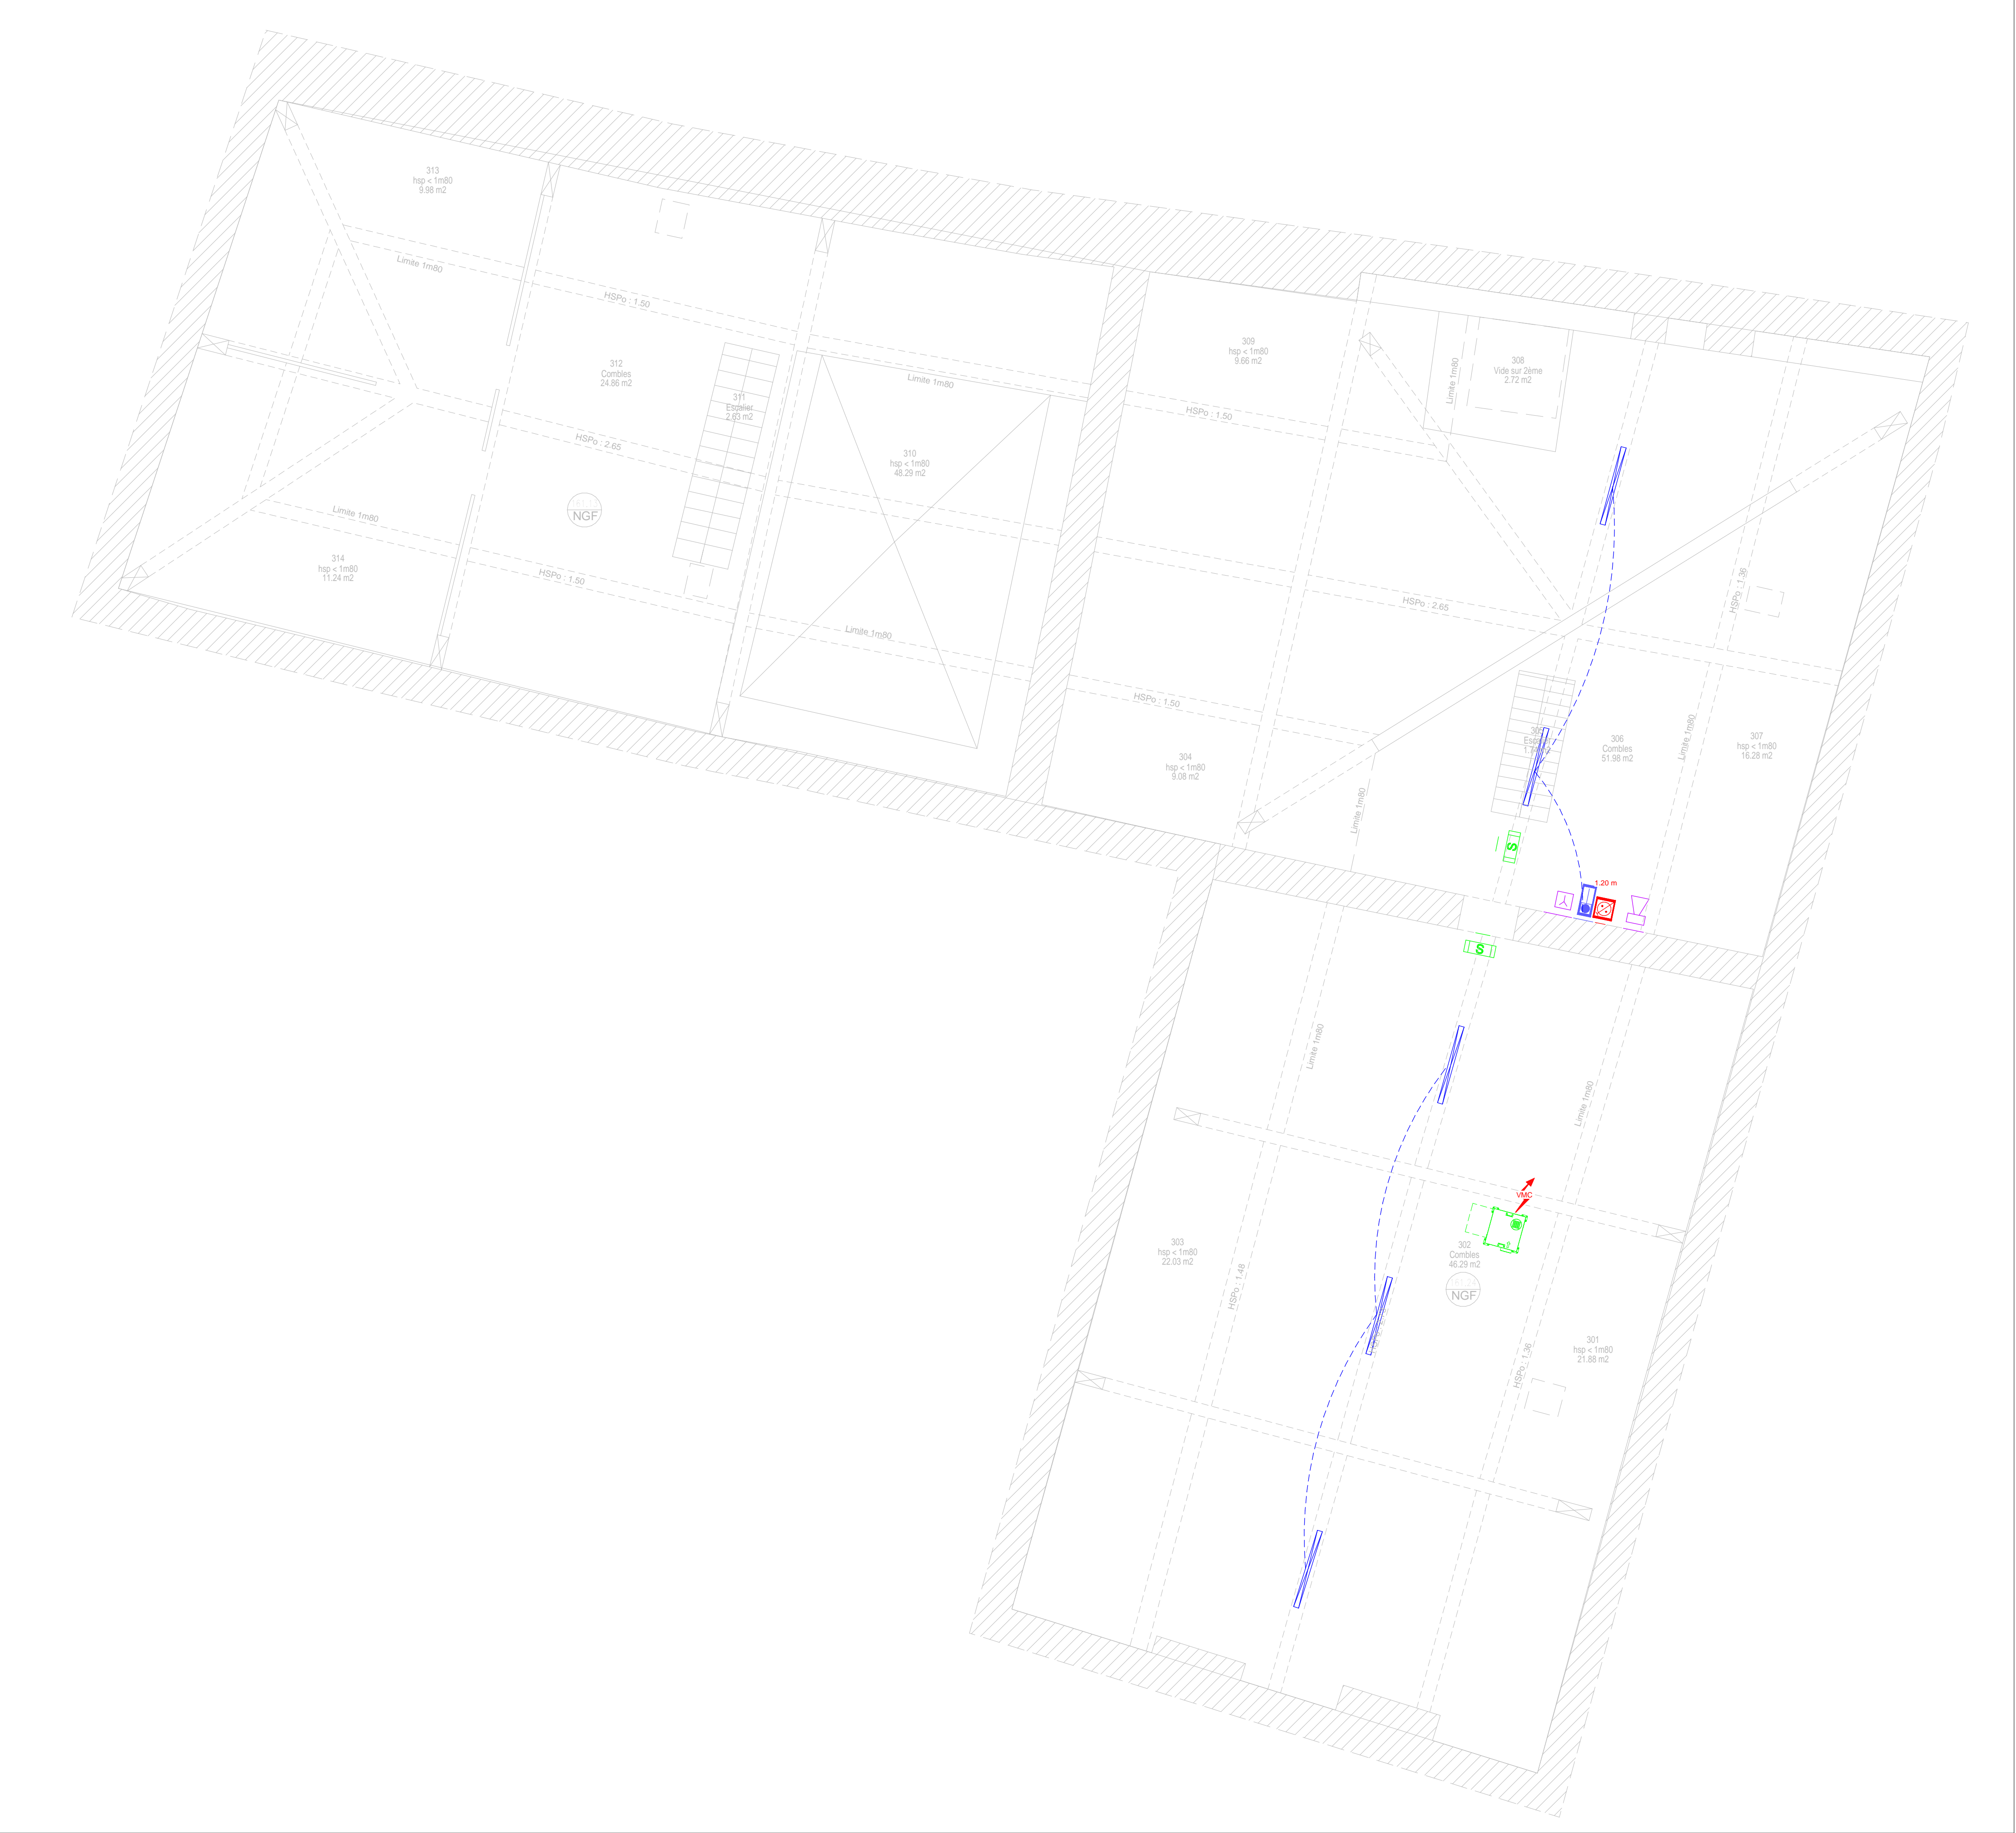 313
hsp < 1m80
9.98 m2
Limite 1m80
HSPo : 1.50
312
Combles
24.86 m2
311
Escalier
2.63 m2
HSPo : 2.65
NGF
Limite 1m80
314
hsp < 1m80
11.24 m2
HSPo : 1.50
Limite 1m80
310
hsp < 1m80
48.29 m2
Limite 1m80
309
hsp < 1m80
9.66 m2
HSPo : 1.50
Limite 1m80
308
Vide sur 2ème
2.72 m2
HSPo : 2.65
HSPo : 1.36
HSPo : 1.50
304
hsp < 1m80
9.08 m2
Limite 1m80
306
Combles
51.98 m2
Limite 1m80
307
hsp < 1m80
16.28 m2
S
1.20 m
S
Limite 1m80
Limite 1m80
VMC
303
hsp < 1m80
22.03 m2
HSPo : 1.48
302
Combles
46.29 m2
NGF
301
hsp < 1m80
21.88 m2
HSPo : 1.36